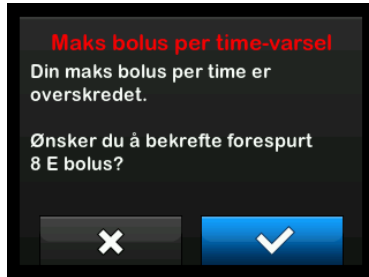 Maks bolus per time-varsel
Din maks bolus per time er
overskredet.
Ønsker du å bekrefte forespurt
8 E bolus?